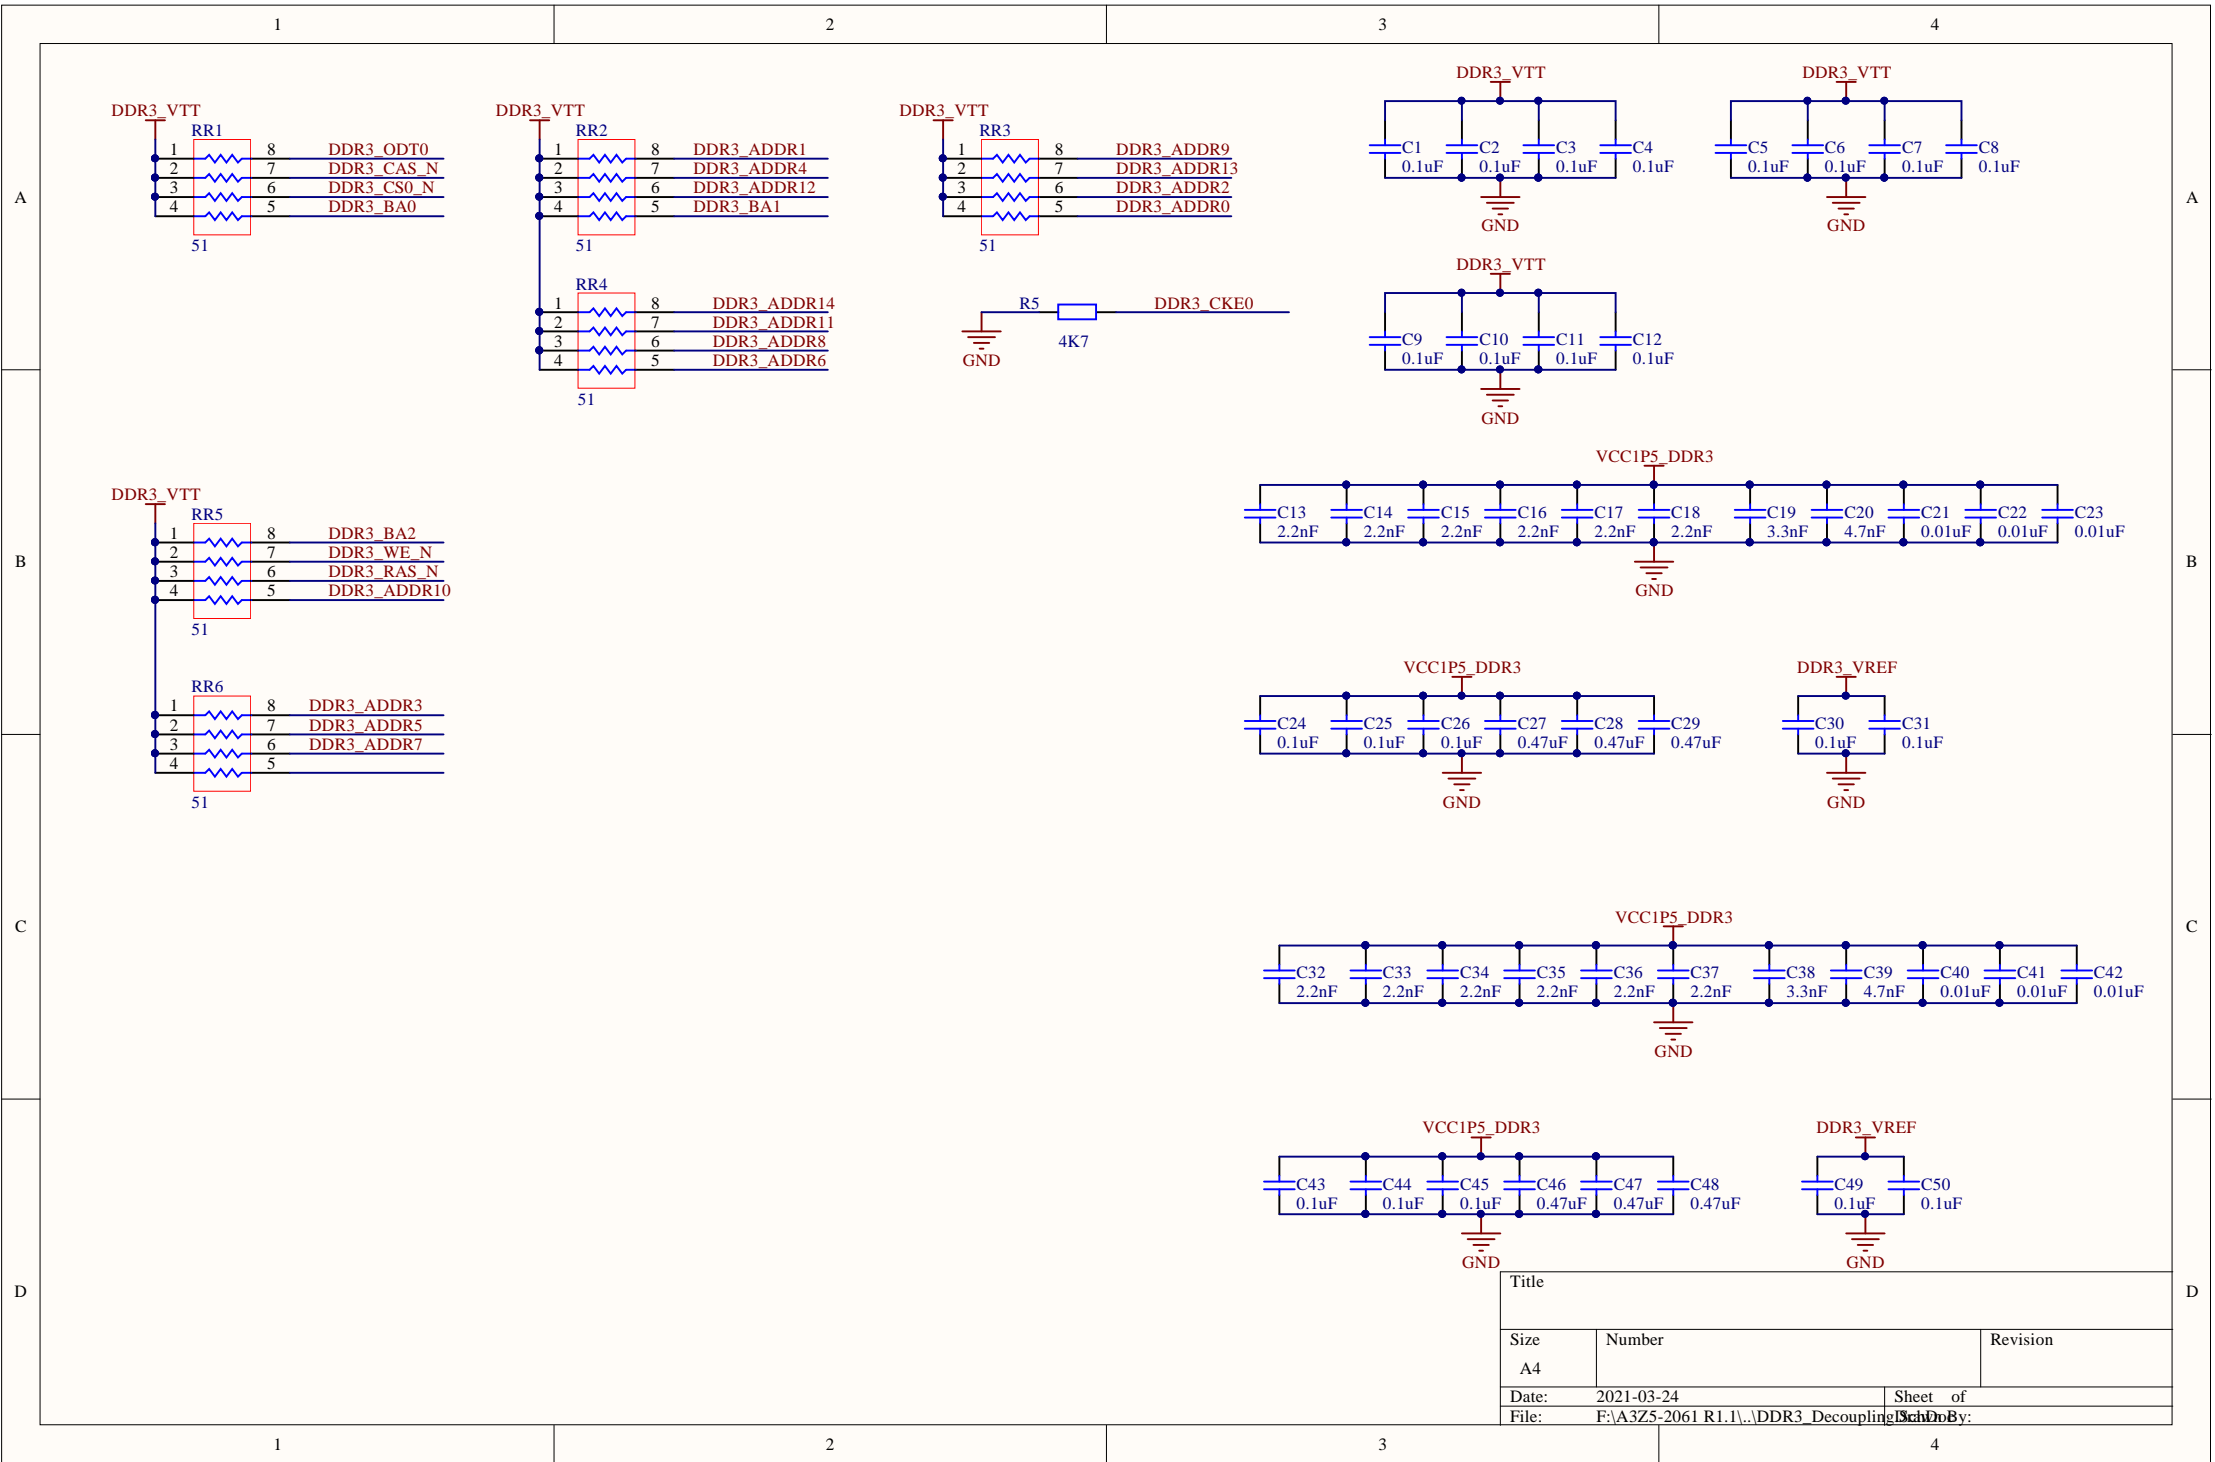 1 2 3 4
A A
B B
C C
D D
DDR3_VTT
RR1
1 8 DDR3_ODT0
2 7 DDR3_CAS_N
3 6 DDR3_CS0_N
4 5 DDR3_BA0
51
DDR3_VTT
RR2
1 8 DDR3_ADDR1
2 7 DDR3_ADDR4
3 6 DDR3_ADDR12
4 5 DDR3_BA1
51
DDR3_VTT
RR3
1 8 DDR3_ADDR9
2 7 DDR3_ADDR13
3 6 DDR3_ADDR2
4 5 DDR3_ADDR0
51
RR4
1 8 DDR3_ADDR14
2 7 DDR3_ADDR11
3 6 DDR3_ADDR8
4 5 DDR3_ADDR6
51
R5 DDR3_CKE0
4K7
GND
DDR3_VTT
C1 C2 C3 C4
0.1uF 0.1uF 0.1uF 0.1uF
GND
DDR3_VTT
C5 C6 C7 C8
0.1uF 0.1uF 0.1uF 0.1uF
GND
DDR3_VTT
C9 C10 C11 C12
0.1uF 0.1uF 0.1uF 0.1uF
GND
DDR3_VTT
RR5
1 8 DDR3_BA2
2 7 DDR3_WE_N
3 6 DDR3_RAS_N
4 5 DDR3_ADDR10
51
RR6
1 8 DDR3_ADDR3
2 7 DDR3_ADDR5
3 6 DDR3_ADDR7
4 5
51
VCC1P5_DDR3
C13 C14 C15 C16 C17 C18 C19 C20 C21 C22 C23
2.2nF 2.2nF 2.2nF 2.2nF 2.2nF 2.2nF 3.3nF 4.7nF 0.01uF 0.01uF 0.01uF
GND
VCC1P5_DDR3
C24 C25 C26 C27 C28 C29
0.1uF 0.1uF 0.1uF 0.47uF 0.47uF 0.47uF
GND
DDR3_VREF
C30 C31
0.1uF 0.1uF
GND
VCC1P5_DDR3
C32 C33 C34 C35 C36 C37 C38 C39 C40 C41 C42
2.2nF 2.2nF 2.2nF 2.2nF 2.2nF 2.2nF 3.3nF 4.7nF 0.01uF 0.01uF 0.01uF
GND
VCC1P5_DDR3
C43 C44 C45 C46 C47 C48
0.1uF 0.1uF 0.1uF 0.47uF 0.47uF 0.47uF
GND
DDR3_VREF
C49 C50
0.1uF 0.1uF
GND
Title
Size Number Revision
A4
Date: 2021-03-24 Sheet of
File: F:\A3Z5-2061 R1.1\..\DDR3_Decoupling.SchDoc Drawn By:
1 2 3 4